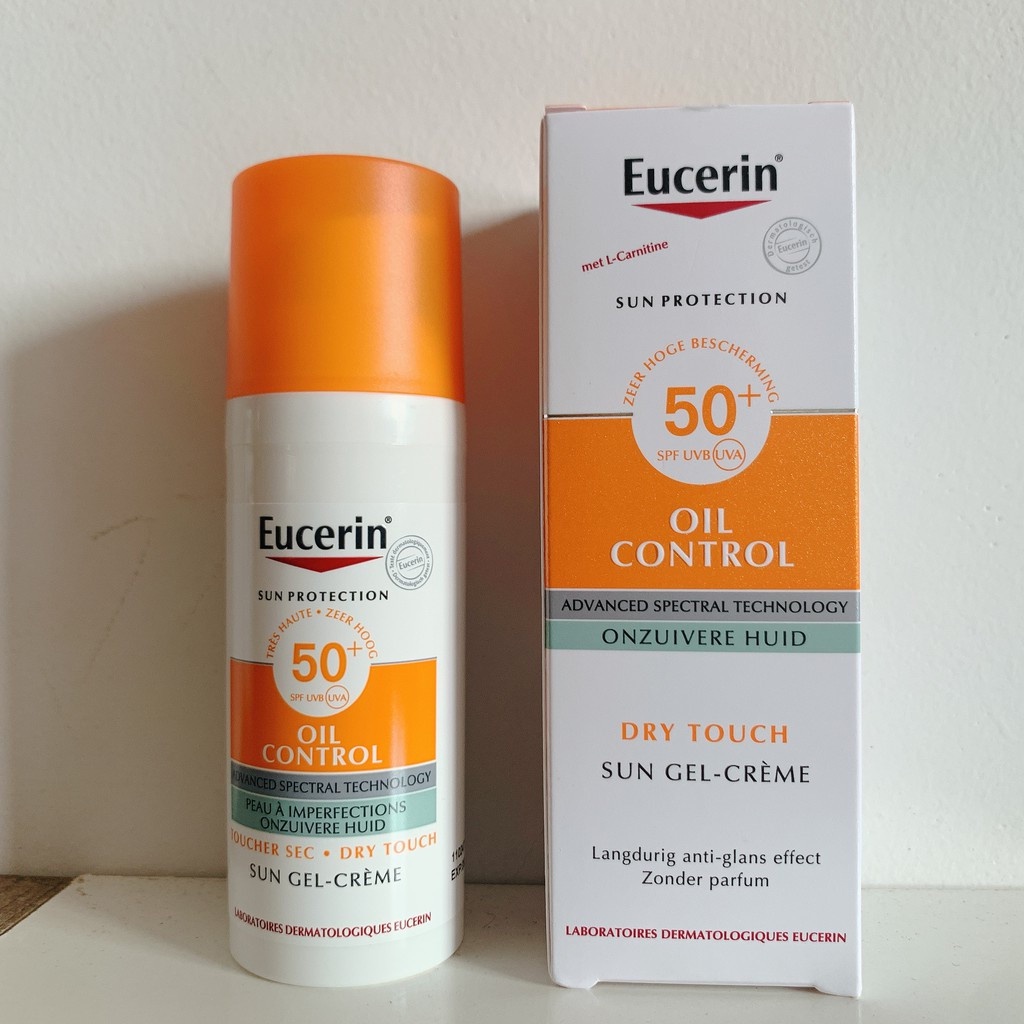 Eucerin®
SUN PROTECTION
TRÈS HAUTE • ZEER HOOG
50+
SPF UVB UVA
OIL
CONTROL
ADVANCED SPECTRAL TECHNOLOGY
PEAU À IMPERFECTIONS
ONZUIVERE HUID
TOUCHER SEC • DRY TOUCH
SUN GEL-CRÈME
LABORATOIRES DERMATOLOGIQUES EUCERIN
Eucerin
Eucerin®
met L-Carnitine
Dermatologisch
Eucerin
getest
SUN PROTECTION
ZEER HOGE BESCHERMING
50+
SPF UVB UVA
OIL
CONTROL
ADVANCED SPECTRAL TECHNOLOGY
ONZUIVERE HUID
DRY TOUCH
SUN GEL-CRÈME
Langdurig anti-glans effect
Zonder parfum
LABORATOIRES DERMATOLOGIQUES EUCERIN